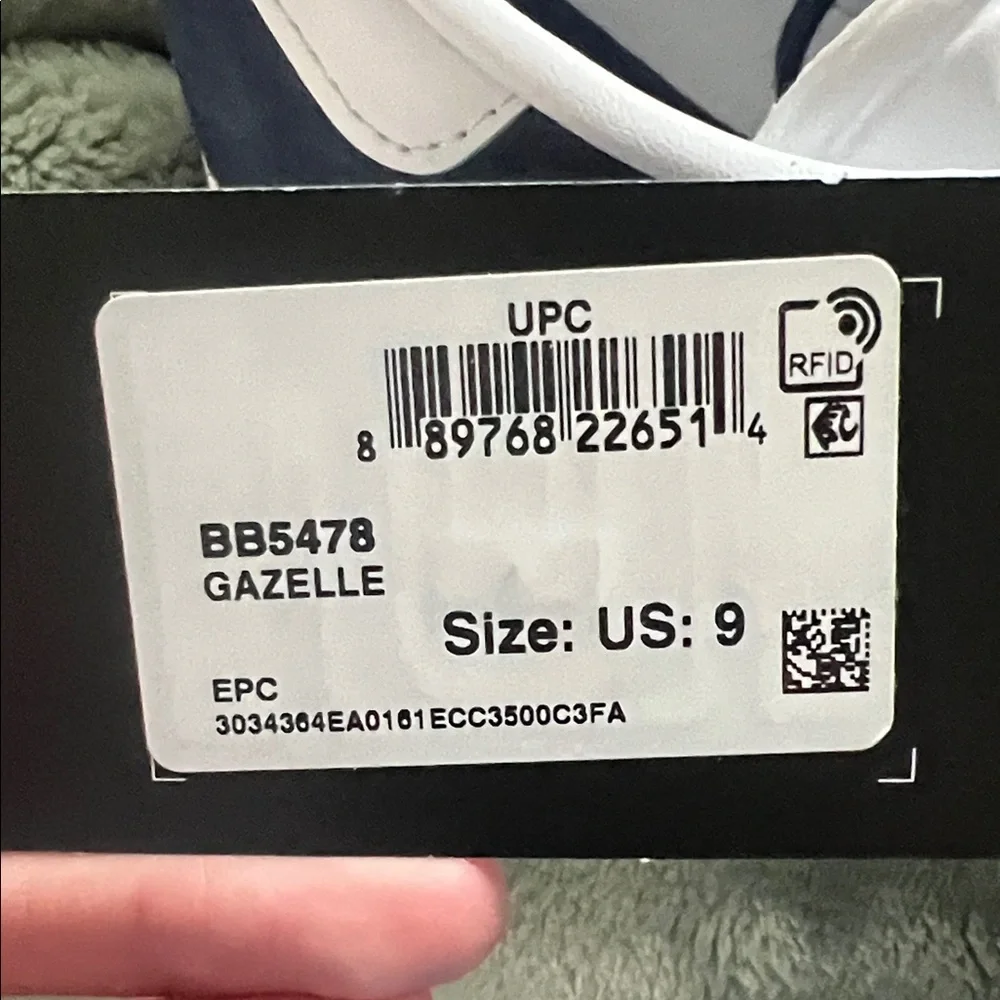 UPC
RFID
8 89768 22651 4
BB5478
GAZELLE
Size: US: 9
EPC
3034364EA0161ECC3500C3FA